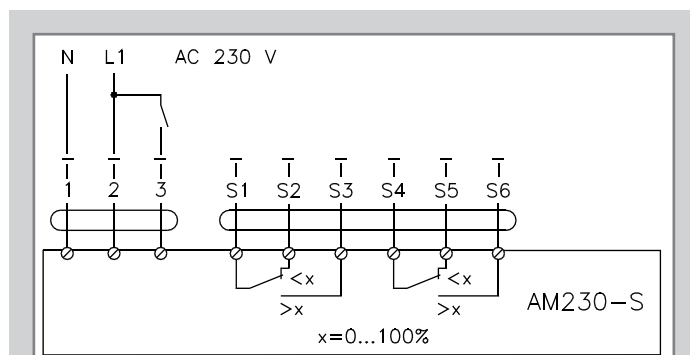 N L1 AC 230 V
1 2 3 S1 S2 S3 S4 S5 S6
<x <x
>x >x
AM230-S
x=0...100%